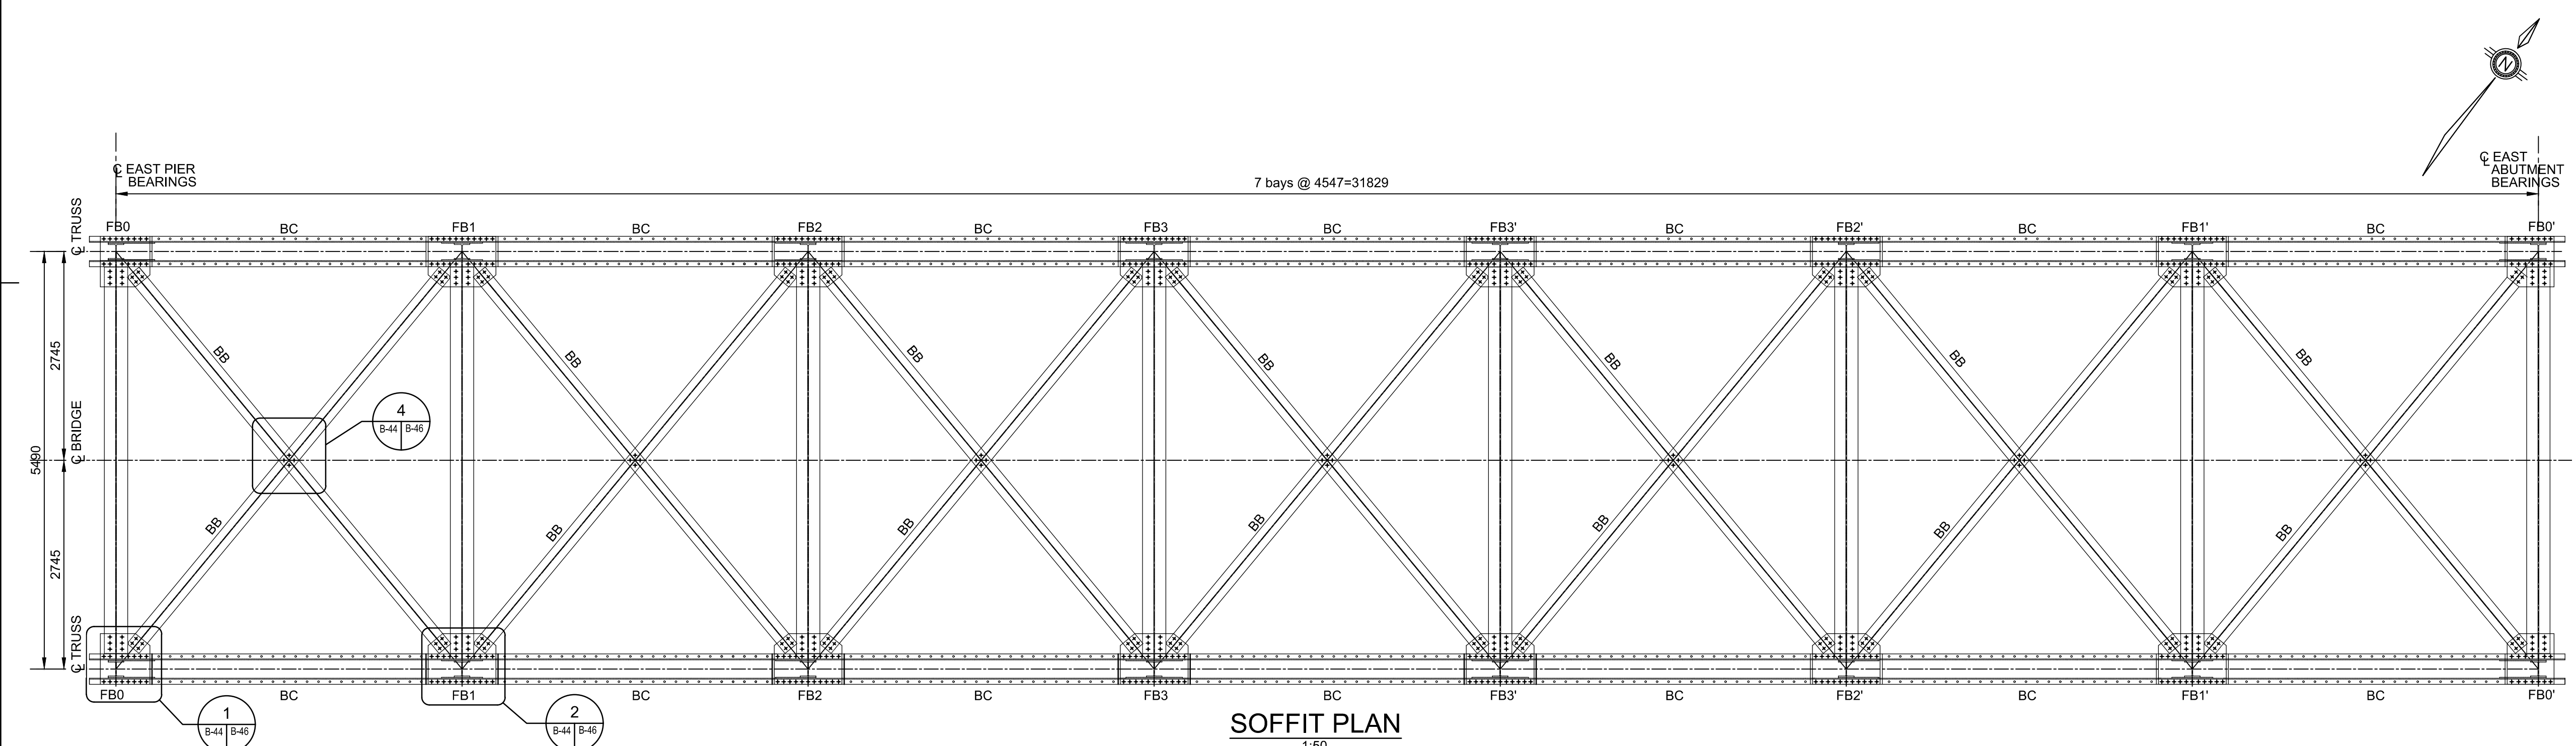 N
℄ EAST PIER
BEARINGS
7 bays @ 4547=31829
℄ EAST
ABUTMENT
BEARINGS
℄ TRUSS
FB0
BC
FB1
BC
FB2
BC
FB3
BC
FB3'
BC
FB2'
BC
FB1'
BC
FB0'
2745
BB
BB
BB
BB
BB
BB
BB
4
B-44
B-46
5490
℄ BRIDGE
BB
BB
BB
BB
BB
BB
BB
2745
℄ TRUSS
FB0
BC
FB1
BC
FB2
BC
FB3
BC
FB3'
BC
FB2'
BC
FB1'
BC
FB0'
1
B-44
B-46
2
B-44
B-46
SOFFIT PLAN
1:50